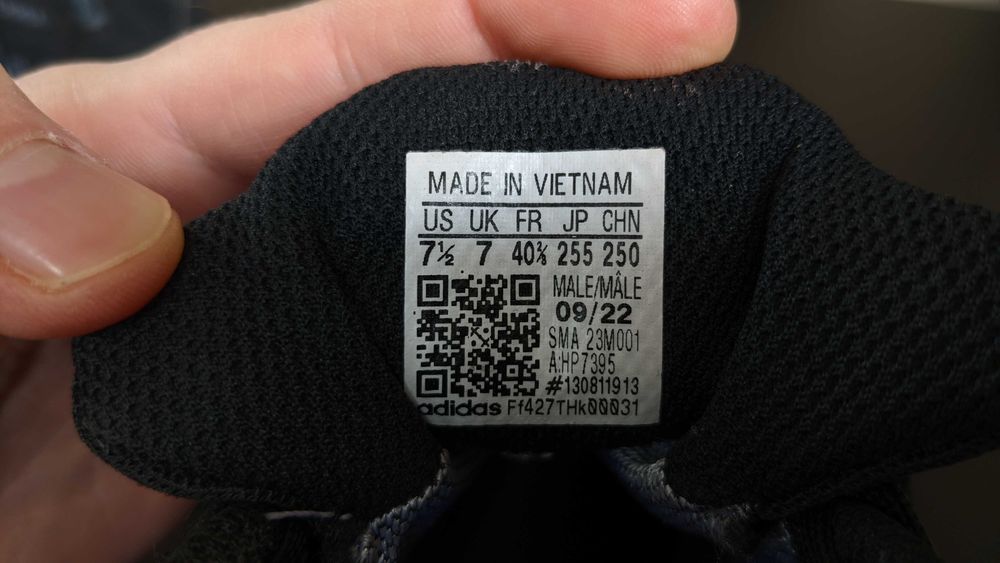 MADE IN VIETNAM
US UK FR JP CHN
7½ 7 40⅔ 255 250
MALE/MÂLE
09/22
SMA 23M001
A:HP7395
#130811913
adidas Ff427THk00031